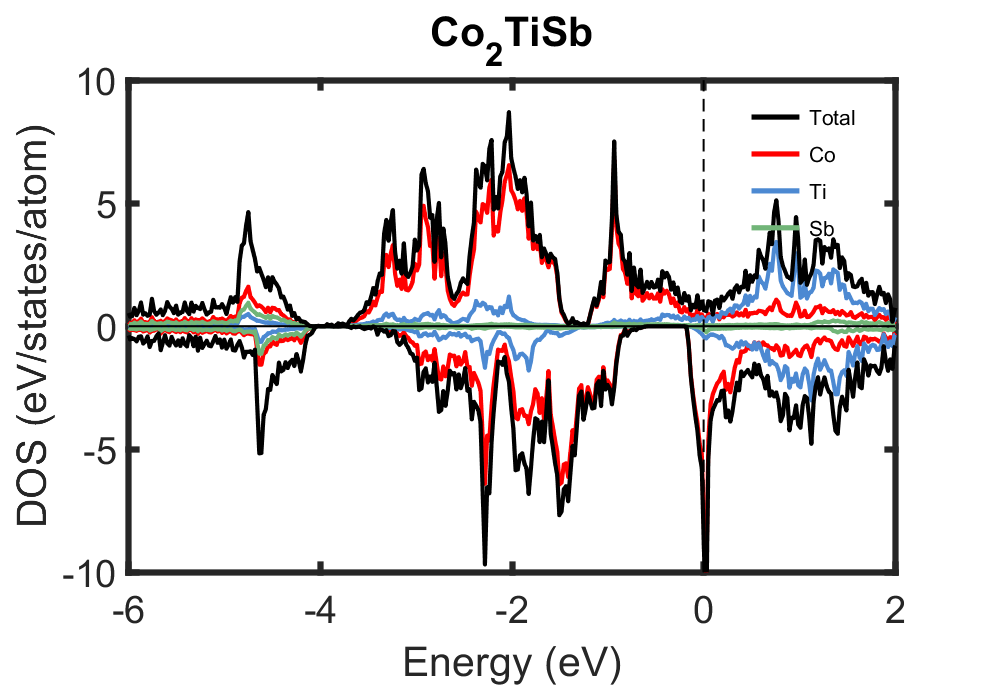 Co₂TiSb
10
5
0
-5
-10
DOS (eV/states/atom)
Total
Co
Ti
Sb
-6 -4 -2 0 2
Energy (eV)